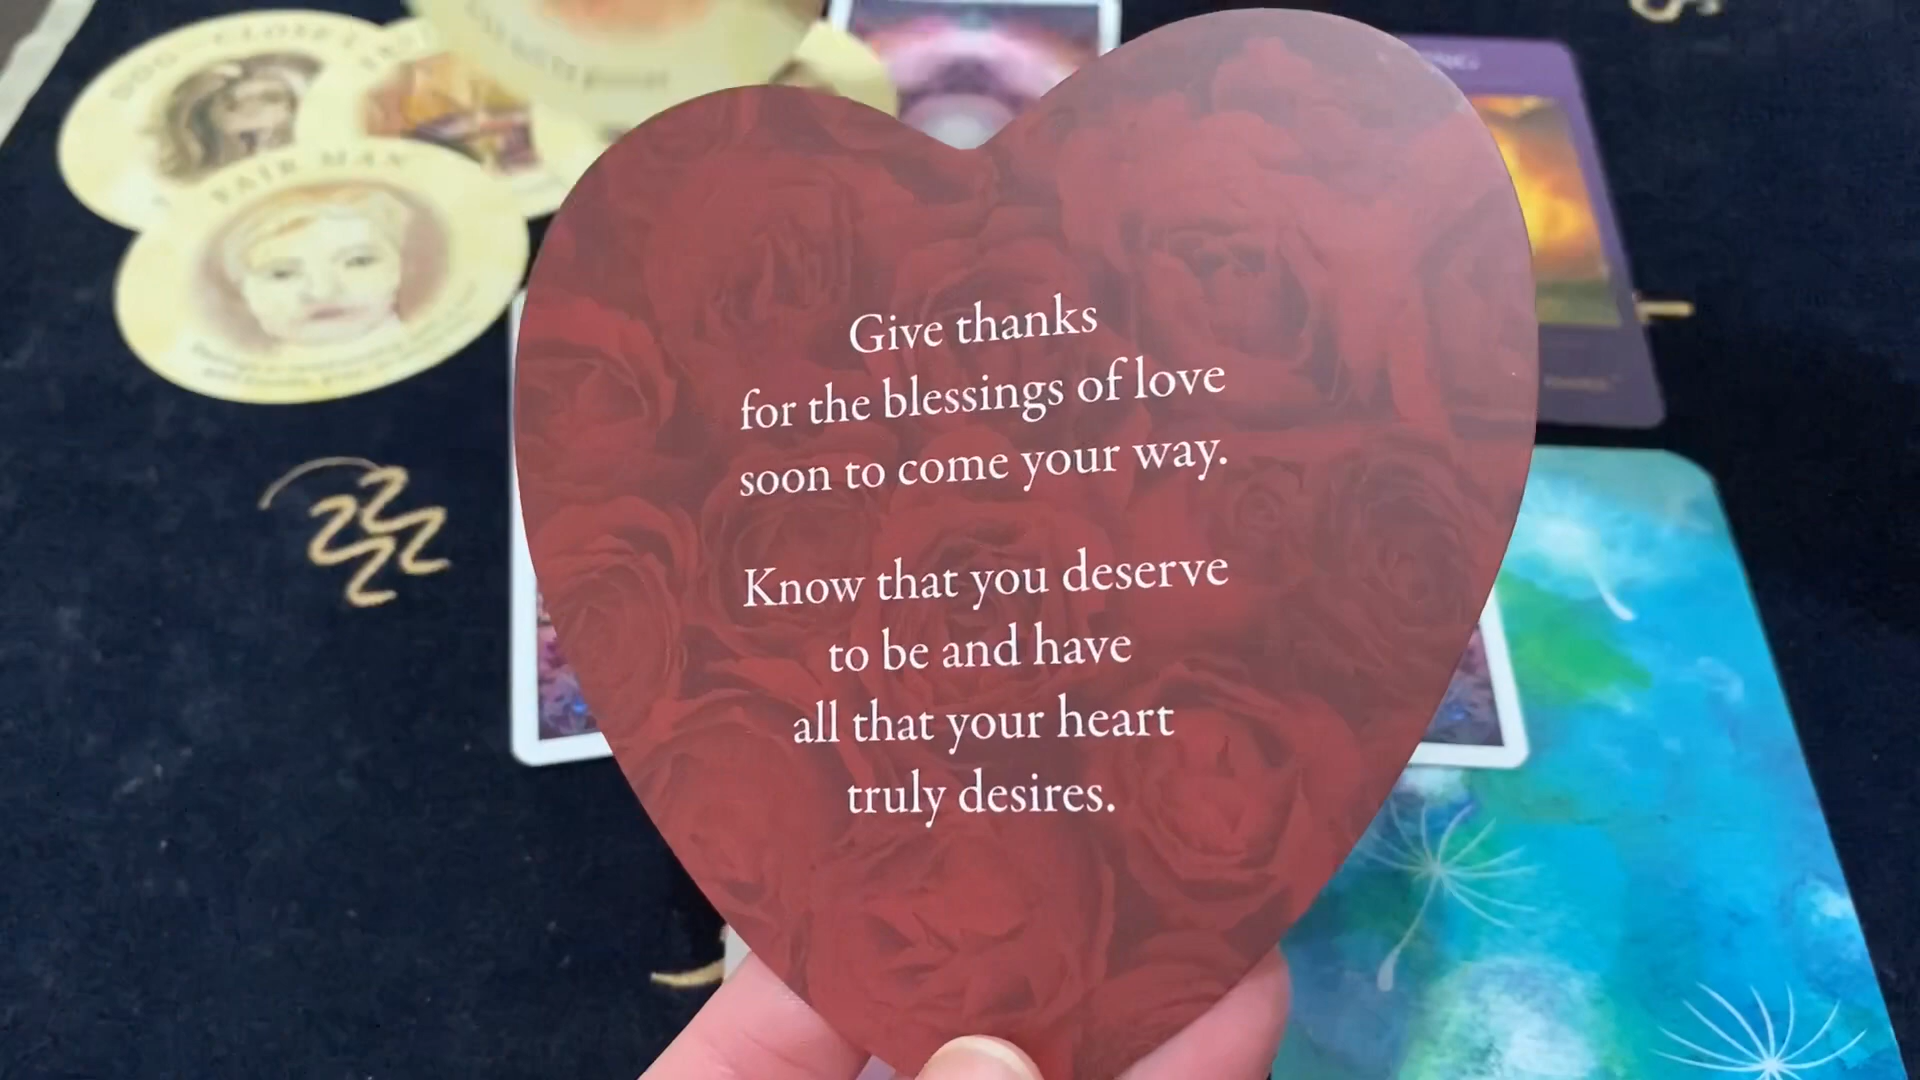 DOG
FAIR MAN
Give thanks
for the blessings of love
soon to come your way.
Know that you deserve
to be and have
all that your heart
truly desires.